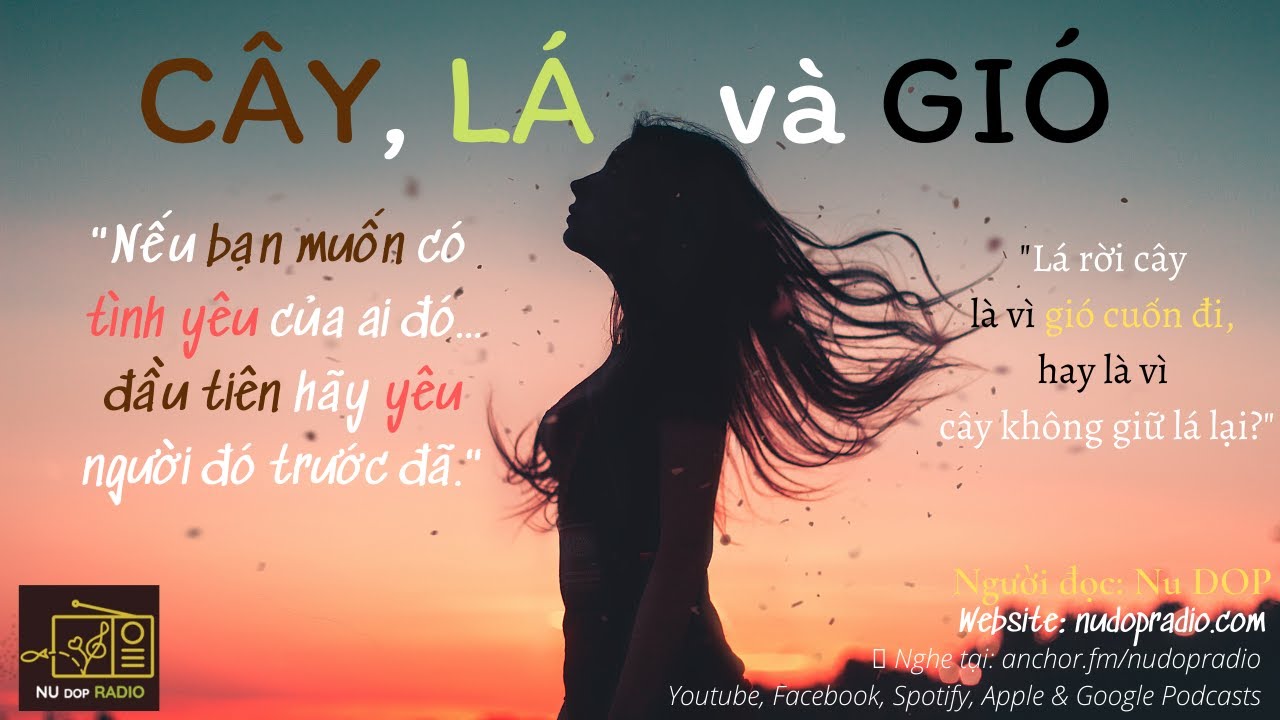 CÂY, LÁ và GIÓ
"Nếu bạn muốn có
tình yêu của ai đó...
đầu tiên hãy yêu
người đó trước đã."
"Lá rời cây
là vì gió cuốn đi,
hay là vì
cây không giữ lá lại?"
Người đọc: Nu DOP
Website: nudopradio.com
Nghe tại: anchor.fm/nudopradio
Youtube, Facebook, Spotify, Apple & Google Podcasts
NU DOP RADIO